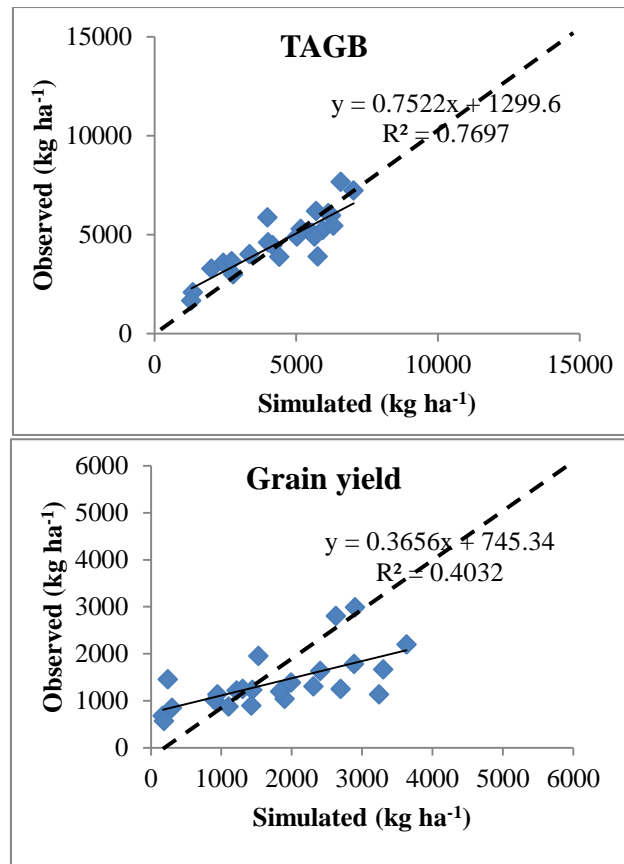 TAGB
y = 0.7522x + 1299.6
R² = 0.7697
Observed (kg ha⁻¹)
15000
10000
5000
0
0 5000 10000 15000
Simulated (kg ha⁻¹)
Grain yield
y = 0.3656x + 745.34
R² = 0.4032
Observed (kg ha⁻¹)
6000
5000
4000
3000
2000
1000
0
0 1000 2000 3000 4000 5000 6000
Simulated (kg ha⁻¹)